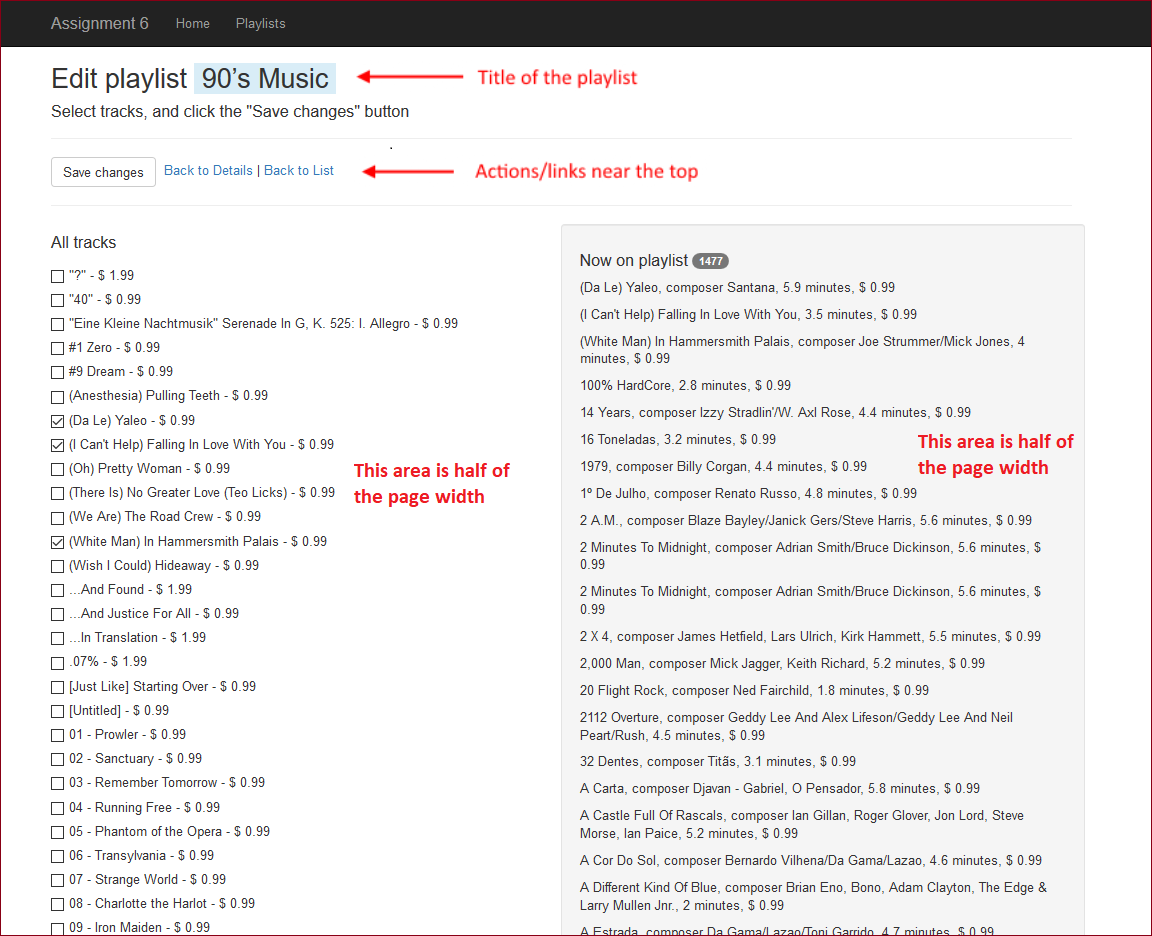 Assignment 6 Home Playlists
Edit playlist 90’s Music
Title of the playlist
Select tracks, and click the "Save changes" button
Save changes Back to Details | Back to List
Actions/links near the top
All tracks
"?" - $ 1.99
"40" - $ 0.99
"Eine Kleine Nachtmusik" Serenade In G, K. 525: I. Allegro - $ 0.99
#1 Zero - $ 0.99
#9 Dream - $ 0.99
(Anesthesia) Pulling Teeth - $ 0.99
(Da Le) Yaleo - $ 0.99
(I Can't Help) Falling In Love With You - $ 0.99
(Oh) Pretty Woman - $ 0.99
(There Is) No Greater Love (Teo Licks) - $ 0.99
(We Are) The Road Crew - $ 0.99
(White Man) In Hammersmith Palais - $ 0.99
(Wish I Could) Hideaway - $ 0.99
...And Found - $ 1.99
...And Justice For All - $ 0.99
...In Translation - $ 1.99
.07% - $ 1.99
[Just Like] Starting Over - $ 0.99
[Untitled] - $ 0.99
01 - Prowler - $ 0.99
02 - Sanctuary - $ 0.99
03 - Remember Tomorrow - $ 0.99
04 - Running Free - $ 0.99
05 - Phantom of the Opera - $ 0.99
06 - Transylvania - $ 0.99
07 - Strange World - $ 0.99
08 - Charlotte the Harlot - $ 0.99
09 - Iron Maiden - $ 0.99
This area is half of
the page width
Now on playlist 1477
(Da Le) Yaleo, composer Santana, 5.9 minutes, $ 0.99
(I Can't Help) Falling In Love With You, 3.5 minutes, $ 0.99
(White Man) In Hammersmith Palais, composer Joe Strummer/Mick Jones, 4
minutes, $ 0.99
100% HardCore, 2.8 minutes, $ 0.99
14 Years, composer Izzy Stradlin'/W. Axl Rose, 4.4 minutes, $ 0.99
16 Toneladas, 3.2 minutes, $ 0.99
1979, composer Billy Corgan, 4.4 minutes, $ 0.99
1º De Julho, composer Renato Russo, 4.8 minutes, $ 0.99
2 A.M., composer Blaze Bayley/Janick Gers/Steve Harris, 5.6 minutes, $ 0.99
2 Minutes To Midnight, composer Adrian Smith/Bruce Dickinson, 5.6 minutes, $
0.99
2 Minutes To Midnight, composer Adrian Smith/Bruce Dickinson, 5.6 minutes, $
0.99
2 X 4, composer James Hetfield, Lars Ulrich, Kirk Hammett, 5.5 minutes, $ 0.99
2,000 Man, composer Mick Jagger, Keith Richard, 5.2 minutes, $ 0.99
20 Flight Rock, composer Ned Fairchild, 1.8 minutes, $ 0.99
2112 Overture, composer Geddy Lee And Alex Lifeson/Geddy Lee And Neil
Peart/Rush, 4.5 minutes, $ 0.99
32 Dentes, composer Titãs, 3.1 minutes, $ 0.99
A Carta, composer Djavan - Gabriel, O Pensador, 5.8 minutes, $ 0.99
A Castle Full Of Rascals, composer Ian Gillan, Roger Glover, Jon Lord, Steve
Morse, Ian Paice, 5.2 minutes, $ 0.99
A Cor Do Sol, composer Bernardo Vilhena/Da Gama/Lazao, 4.6 minutes, $ 0.99
A Different Kind Of Blue, composer Brian Eno, Bono, Adam Clayton, The Edge &
Larry Mullen Jnr., 2 minutes, $ 0.99
A Estrada, composer Da Gama/Lazao/Toni Garrido, 4.7 minutes, $ 0.99
This area is half of
the page width